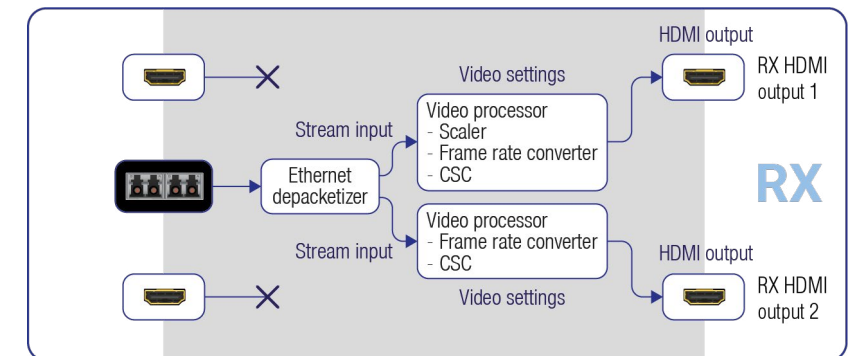 HDMI output
RX HDMI
output 1
Video settings
Video processor
- Scaler
- Frame rate converter
- CSC
Stream input
Ethernet
depacketizer
RX
Video processor
- Frame rate converter
- CSC
Stream input
Video settings
HDMI output
RX HDMI
output 2